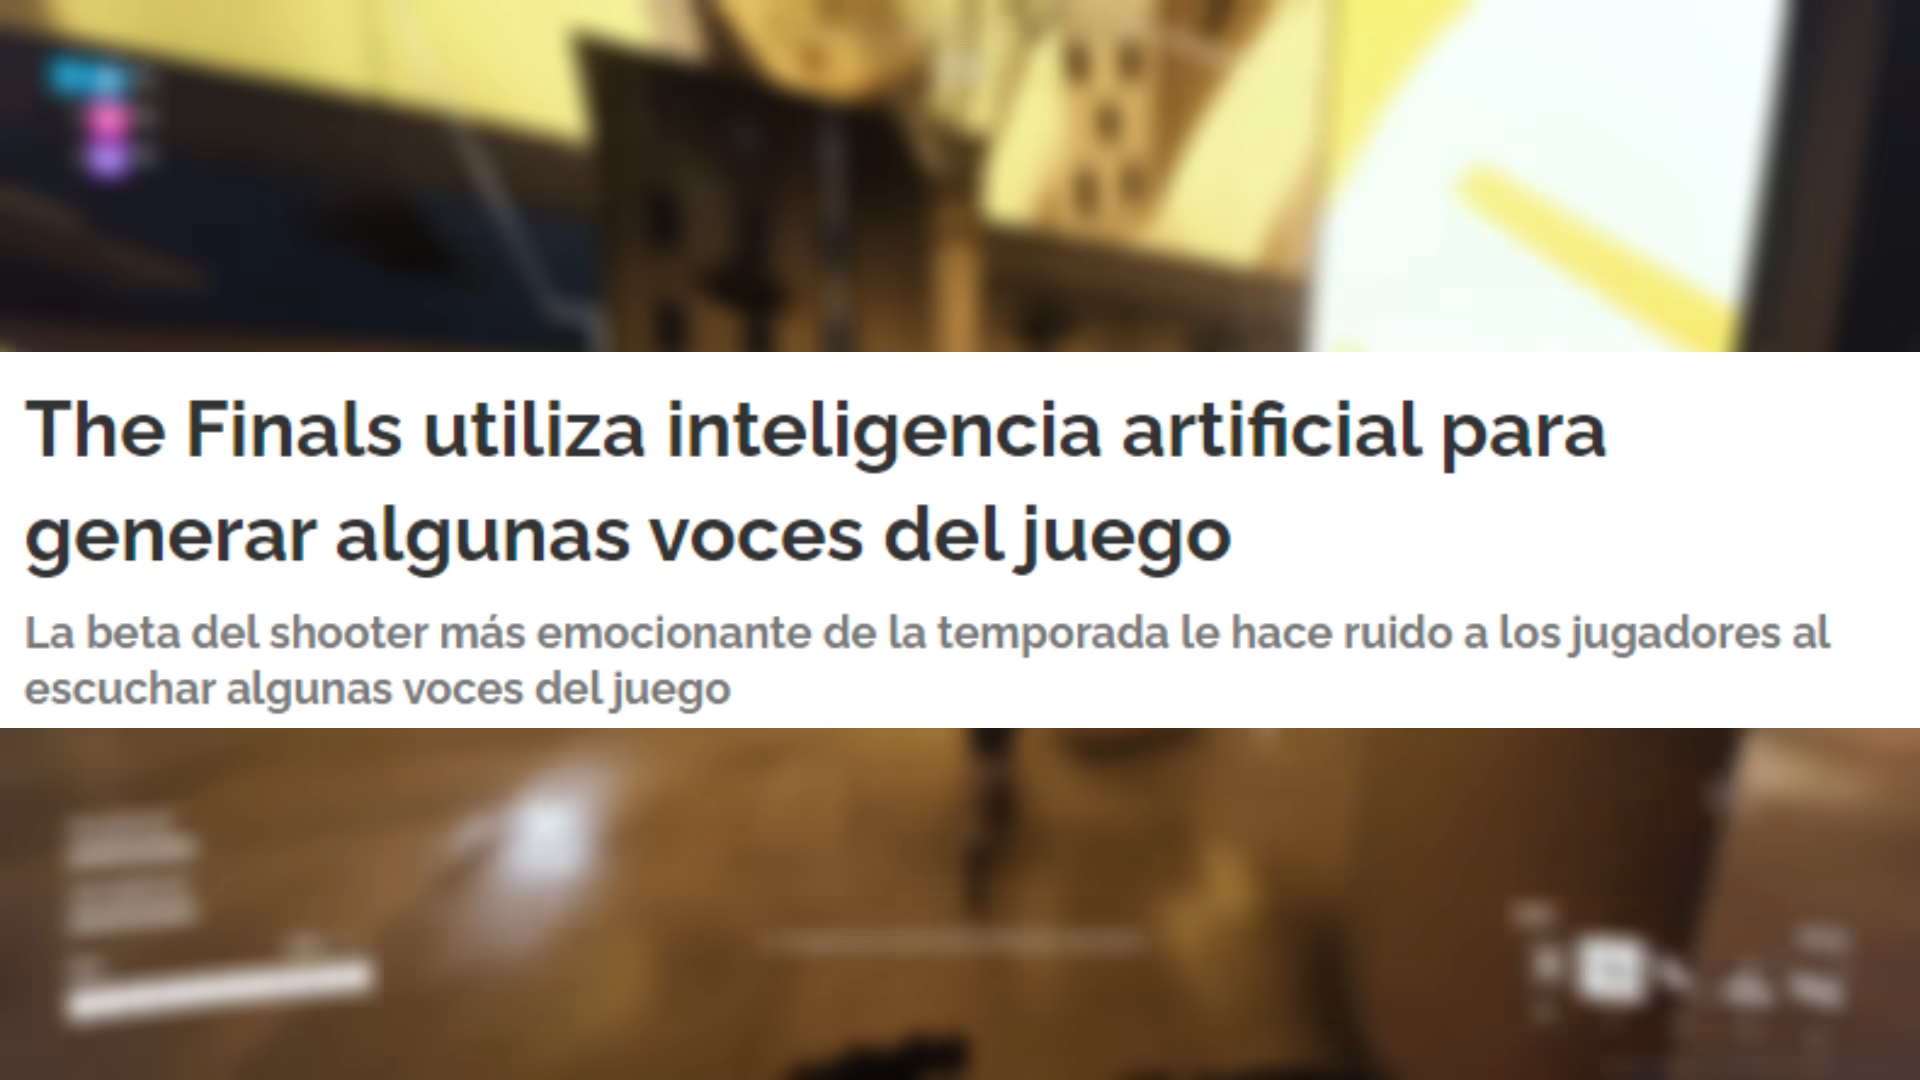 The Finals utiliza inteligencia artificial para
generar algunas voces del juego
La beta del shooter más emocionante de la temporada le hace ruido a los jugadores al
escuchar algunas voces del juego